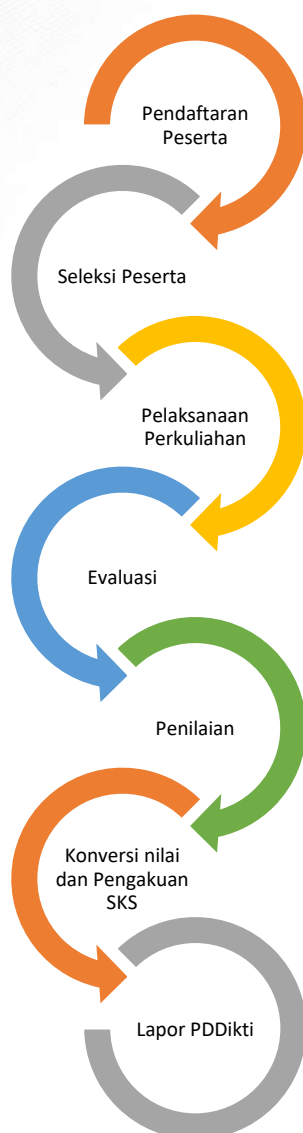 Pendaftaran
Peserta
Seleksi Peserta
Pelaksanaan
Perkuliahan
Evaluasi
Penilaian
Konversi nilai
dan Pengakuan
SKS
Lapor PDDikti